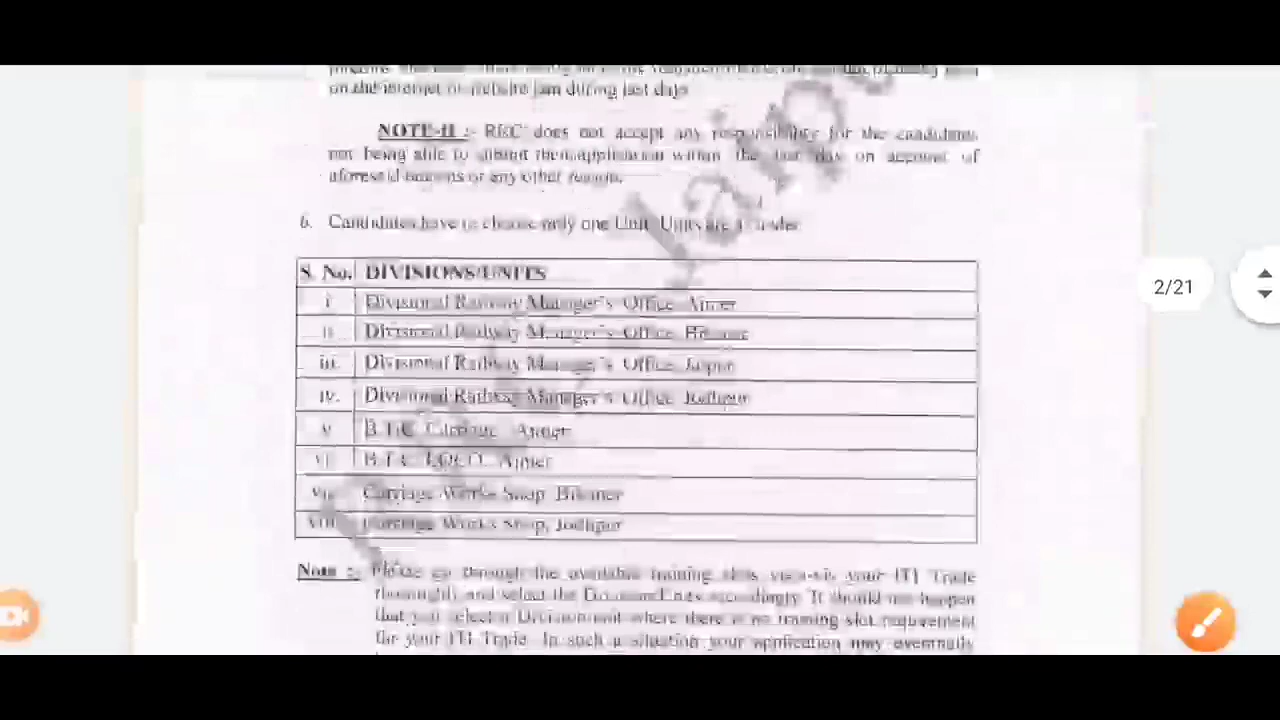 on the internet or website jam during last days
NOTE-II :- RRC does not accept any responsibility for the candidates
not being able to submit their application within the last day on account of
aforesaid reasons or any other reason.
6. Candidates have to choose only one Unit. Units are as under
S. No. DIVISIONS/UNITS
i Divisional Railway Manager's Office, Ajmer
ii Divisional Railway Manager's Office, Bikaner
iii. Divisional Railway Manager's Office, Jaipur
iv. Divisional Railway Manager's Office, Jodhpur
v B.T.C. Carriage, Ajmer
vi B.T.C. LOCO, Ajmer
vii Carriage Works Shop, Bikaner
viii Carriage Works Shop, Jodhpur
2/21
Note :- Please go through the available training slots vis-a-vis your ITI Trade
thoroughly and select the Division/Unit accordingly. It should not happen
that you select a Division/unit where there is no training slot requirement
for your ITI Trade. In such a situation your application may eventually